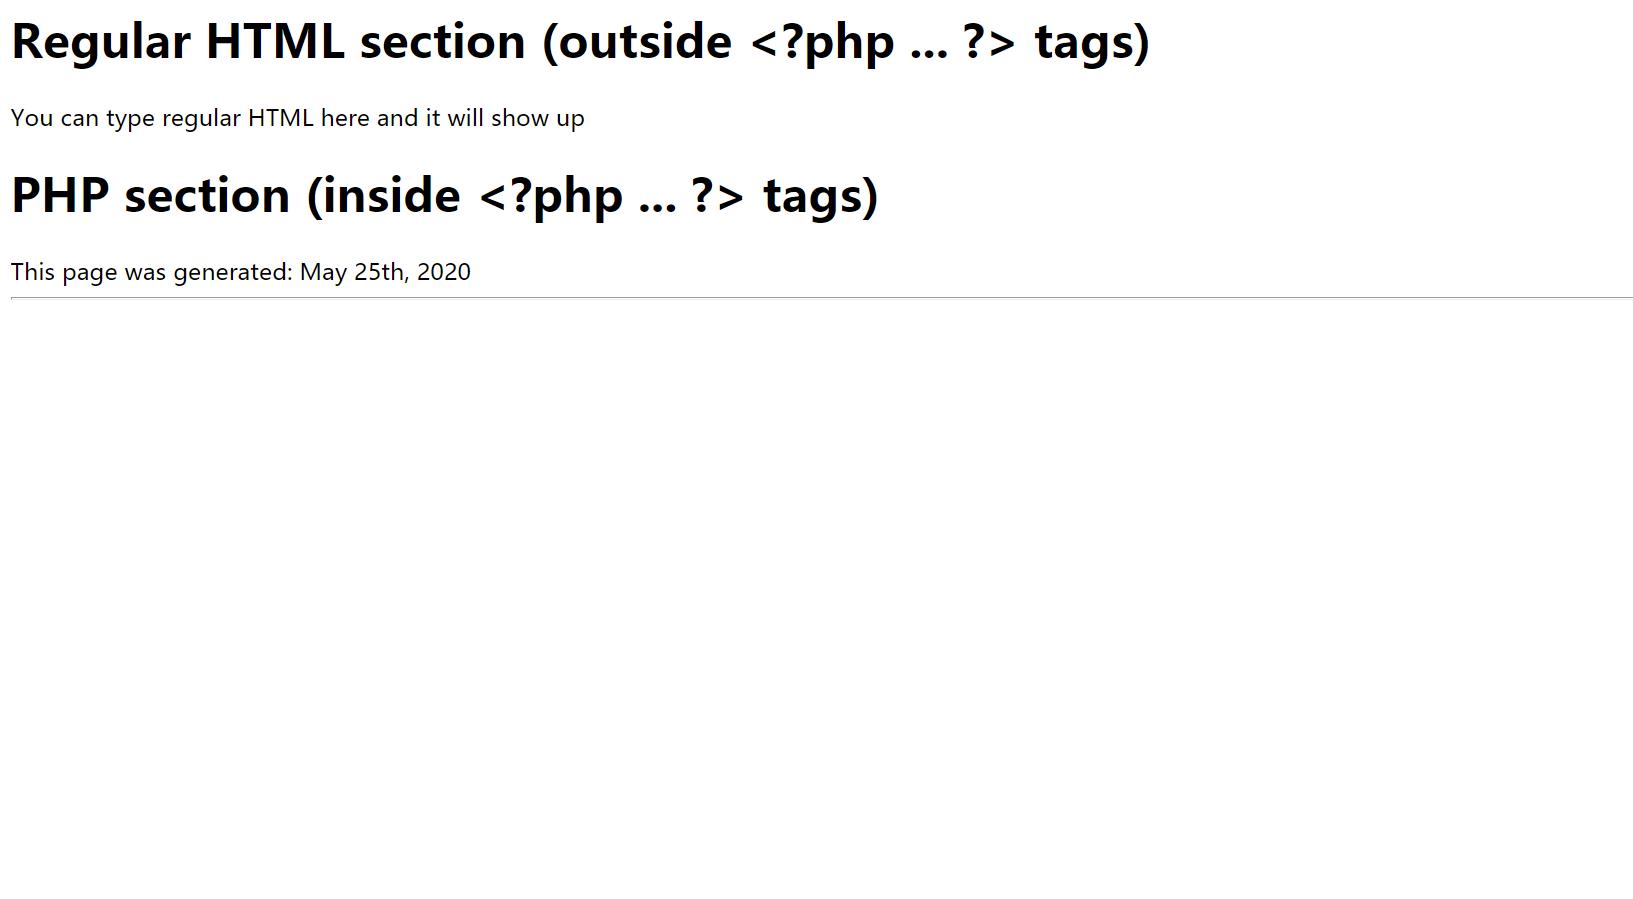 Regular HTML section (outside <?php ... ?> tags)
You can type regular HTML here and it will show up
PHP section (inside <?php ... ?> tags)
This page was generated: May 25th, 2020